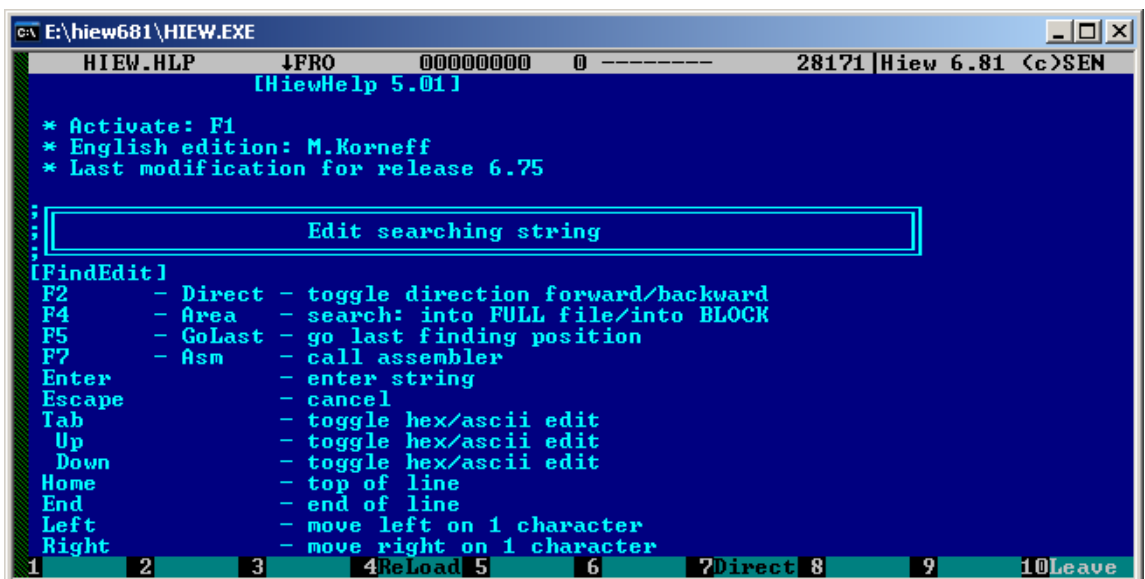 E:\hiew681\HIEW.EXE
HIEW.HLP ↓FRO 00000000 0 -------- 28171|Hiew 6.81 (c)SEN
[HiewHelp 5.01]
* Activate: F1
* English edition: M.Korneff
* Last modification for release 6.75
;
; Edit searching string
;
[FindEdit]
F2 - Direct - toggle direction forward/backward
F4 - Area - search: into FULL file/into BLOCK
F5 - GoLast - go last finding position
F7 - Asm - call assembler
Enter - enter string
Escape - cancel
Tab - toggle hex/ascii edit
Up - toggle hex/ascii edit
Down - toggle hex/ascii edit
Home - top of line
End - end of line
Left - move left on 1 character
Right - move right on 1 character
1 2 3 4ReLoad 5 6 7Direct 8 9 10Leave